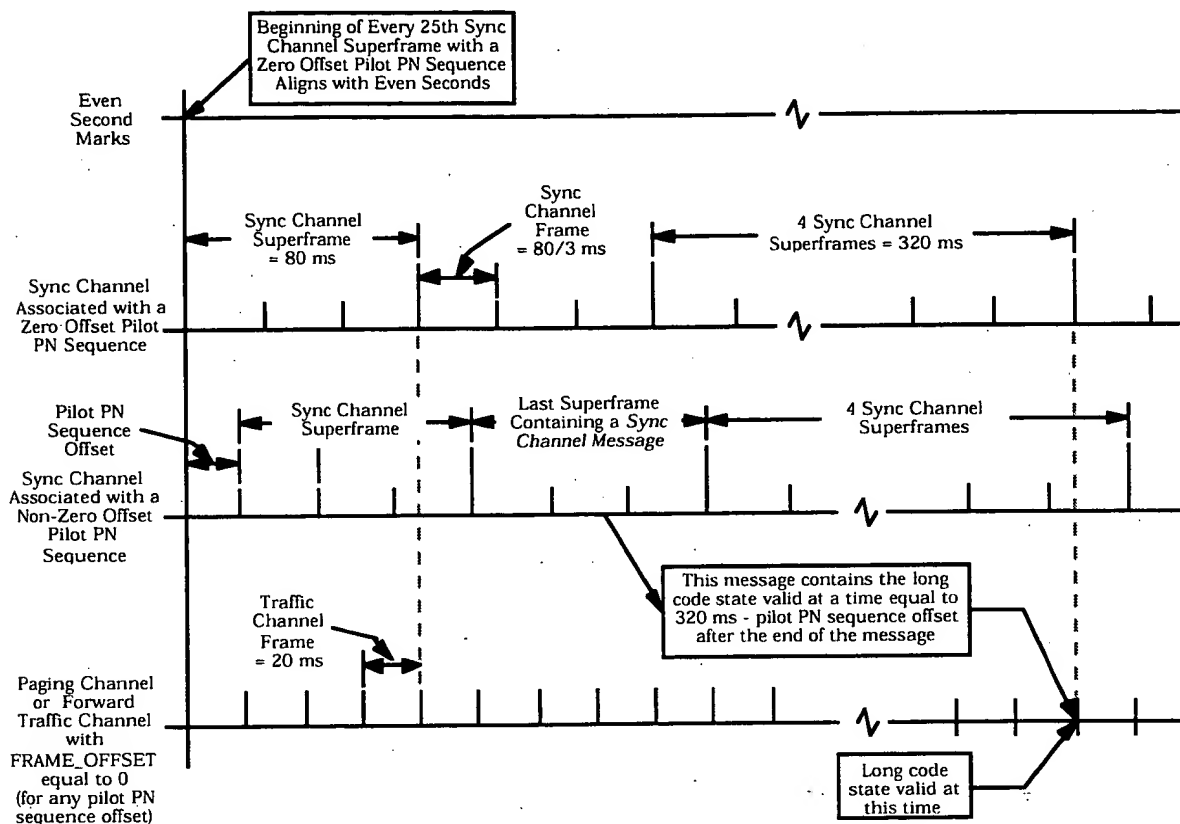 Beginning of Every 25th Sync
Channel Superframe with a
Zero Offset Pilot PN Sequence
Aligns with Even Seconds
Even
Second
Marks
Sync Channel
Superframe
= 80 ms
Sync
Channel
Frame
= 80/3 ms
4 Sync Channel
Superframes = 320 ms
Sync Channel
Associated with a
Zero Offset Pilot
PN Sequence
Pilot PN
Sequence
Offset
Sync Channel
Superframe
Last Superframe
Containing a Sync
Channel Message
4 Sync Channel
Superframes
Sync Channel
Associated with a
Non-Zero Offset
Pilot PN
Sequence
This message contains the long
code state valid at a time equal to
320 ms - pilot PN sequence offset
after the end of the message
Traffic
Channel
Frame
= 20 ms
Paging Channel
or Forward
Traffic Channel
with
FRAME_OFFSET
equal to 0
(for any pilot PN
sequence offset)
Long code
state valid at
this time